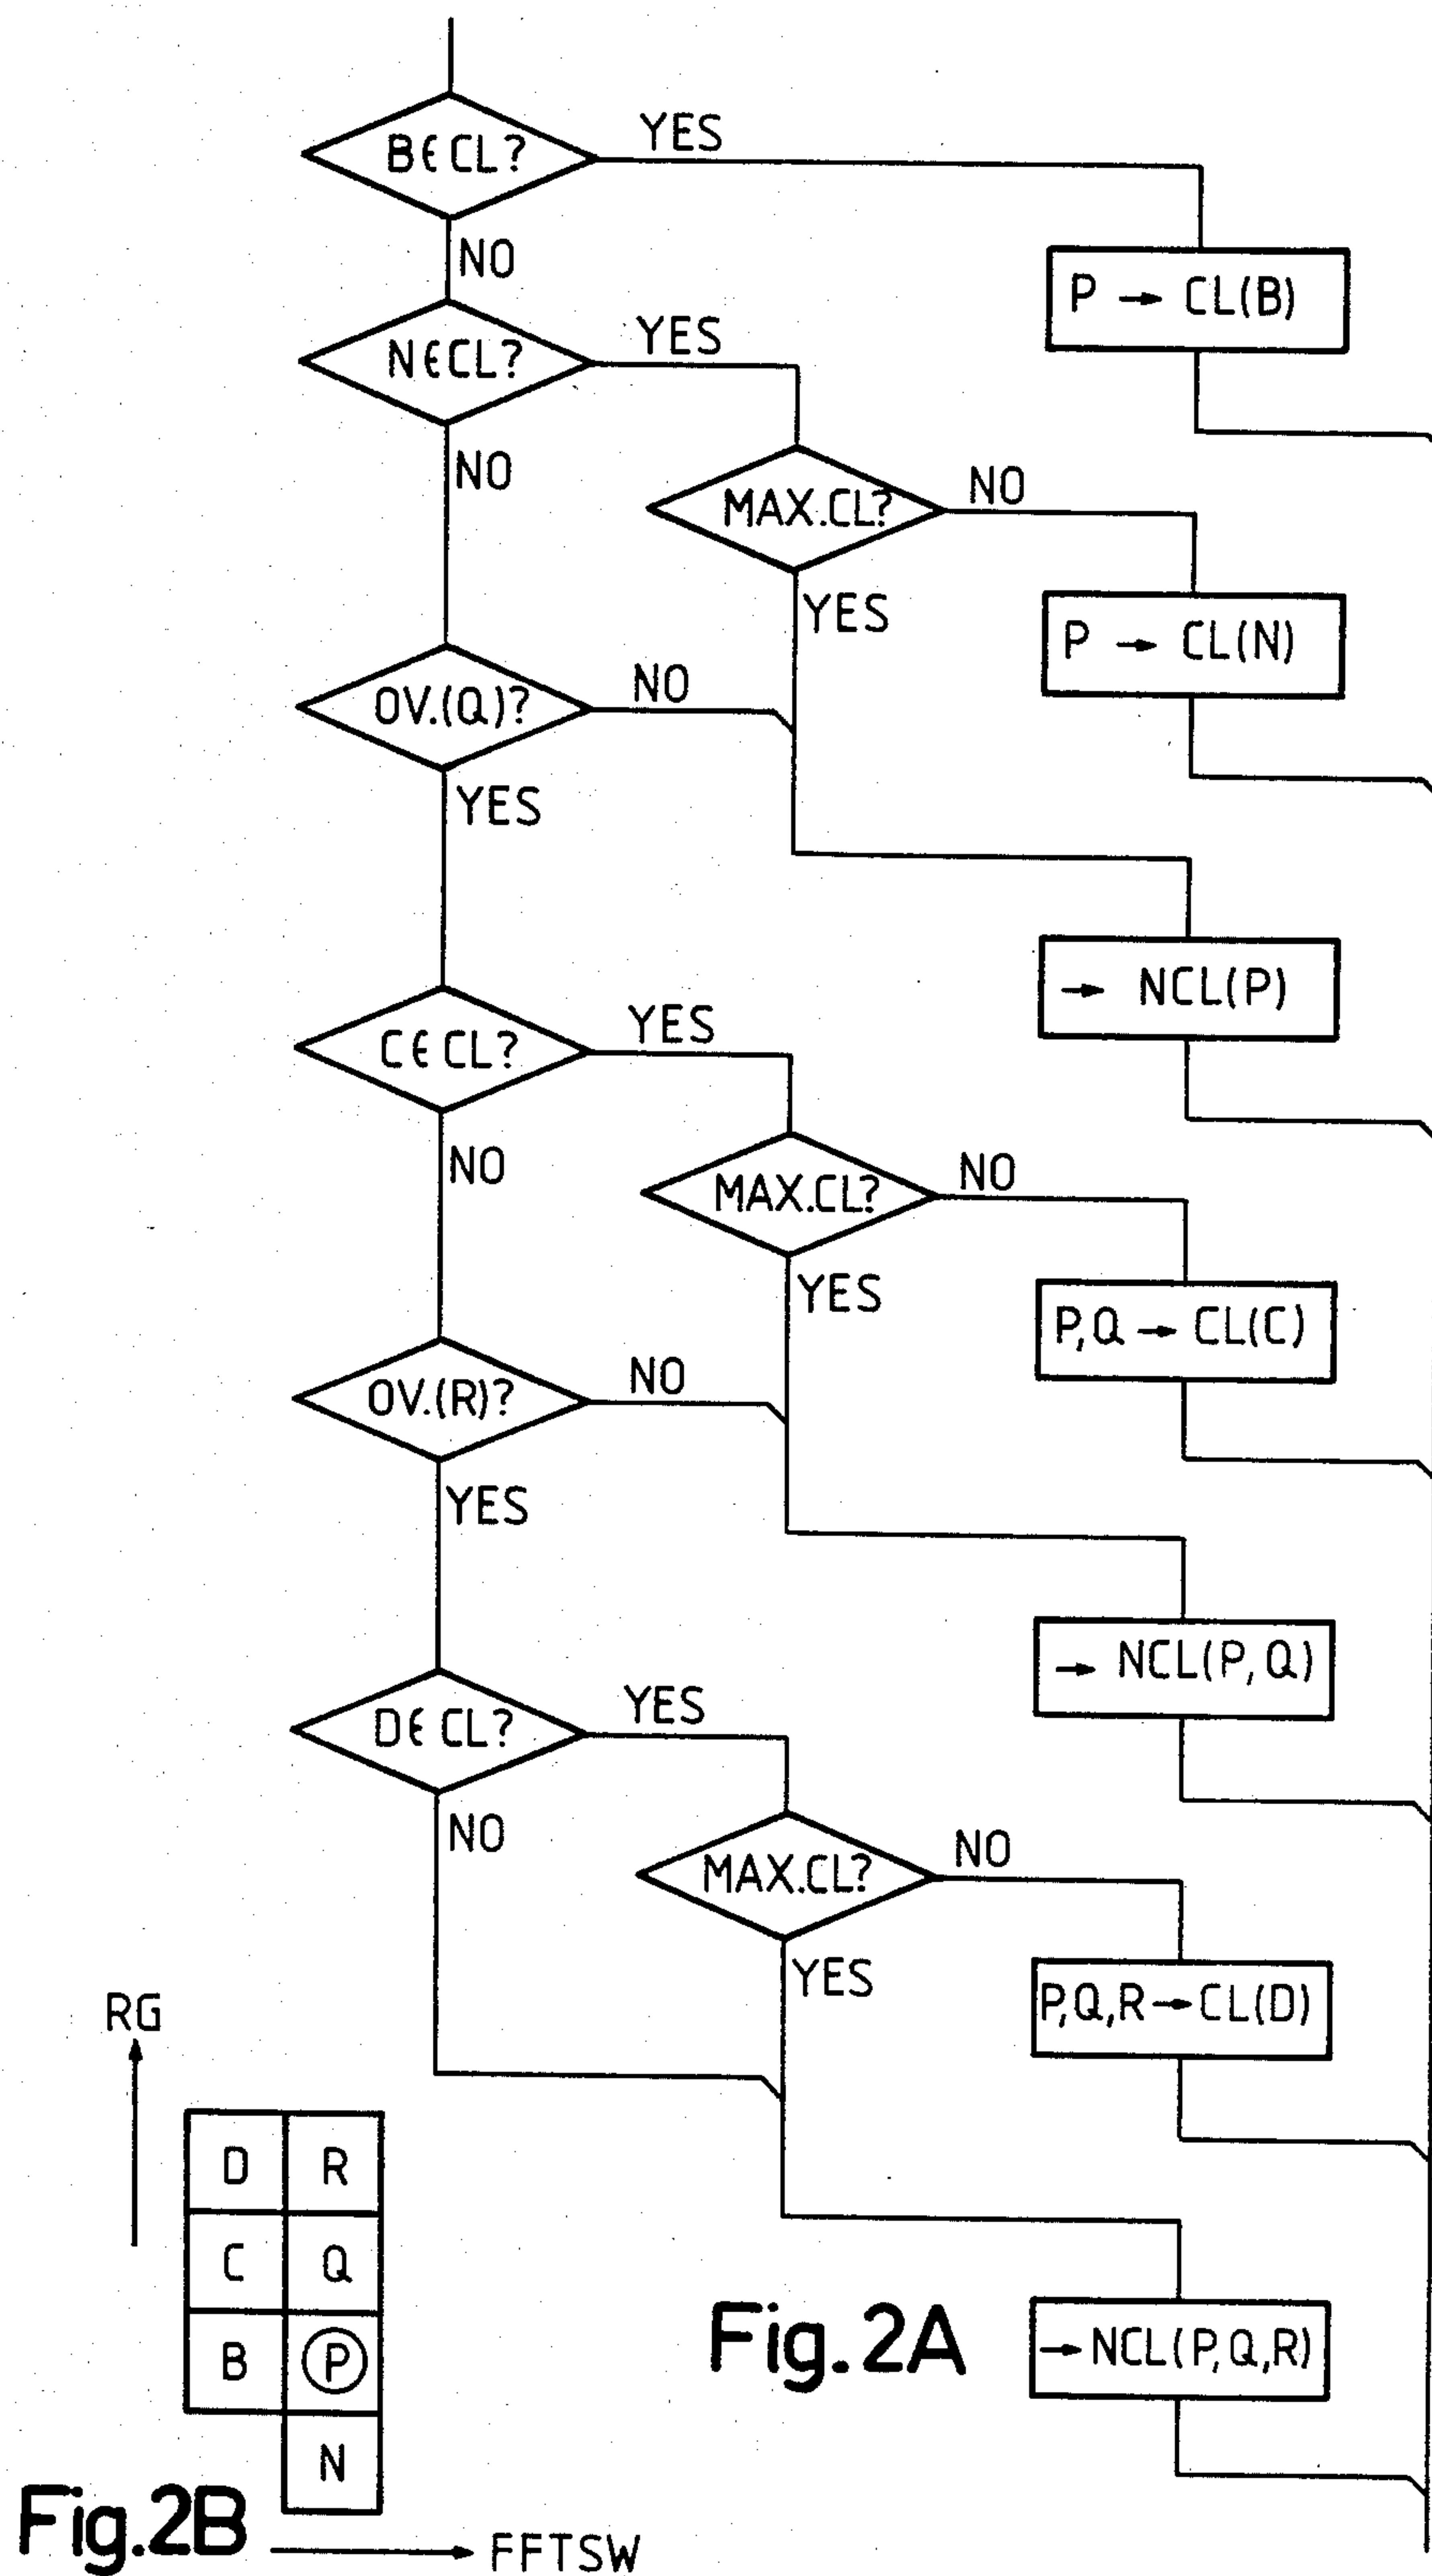 B∈CL?
YES
NO
P → CL(B)
N∈CL?
YES
NO
MAX.CL?
NO
YES
P → CL(N)
OV.(Q)?
NO
YES
→ NCL(P)
C∈CL?
YES
NO
MAX.CL?
NO
YES
P,Q → CL(C)
OV.(R)?
NO
YES
→ NCL(P,Q)
D∈CL?
YES
NO
MAX.CL?
NO
YES
P,Q,R → CL(D)
→ NCL(P,Q,R)
Fig.2A
RG
D R
C Q
B P
N
Fig.2B
FFTSW